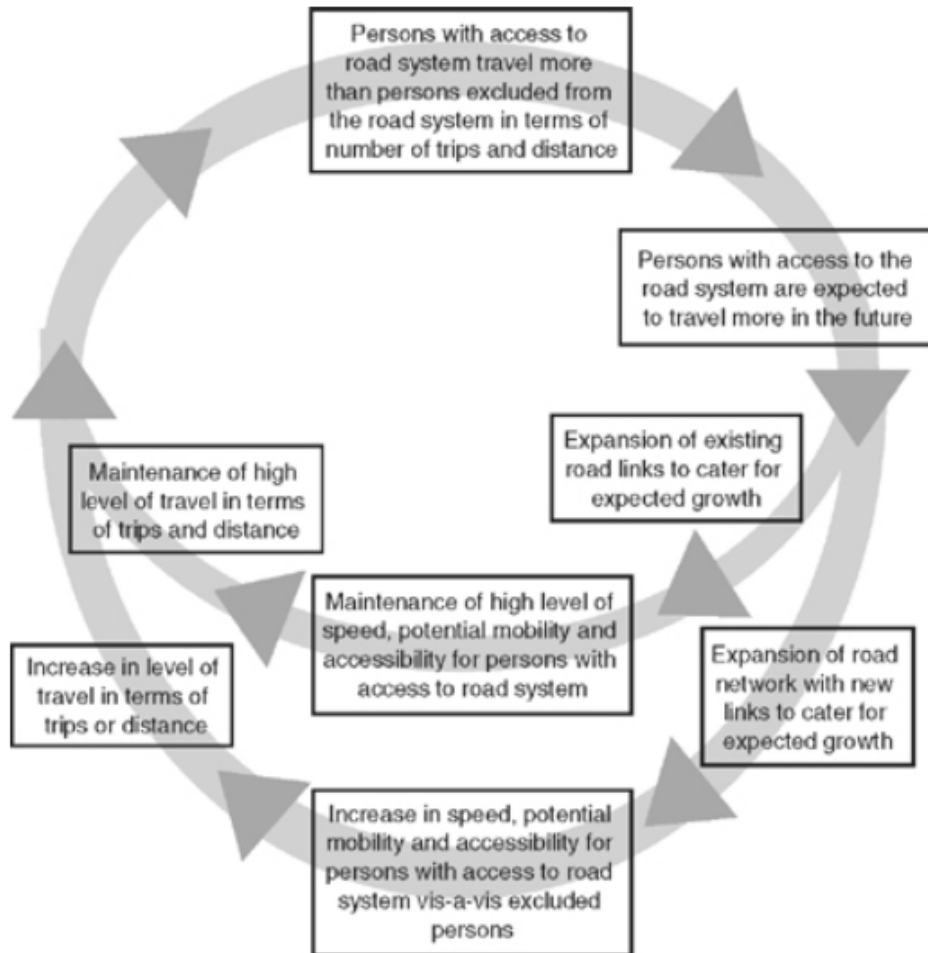 Persons with access to
road system travel more
than persons excluded from
the road system in terms of
number of trips and distance
Persons with access to the
road system are expected
to travel more in the future
Expansion of existing
road links to cater for
expected growth
Maintenance of high
level of travel in terms
of trips and distance
Maintenance of high level of
speed, potential mobility and
accessibility for persons with
access to road system
Expansion of road
network with new
links to cater for
expected growth
Increase in level of
travel in terms of
trips or distance
Increase in speed, potential
mobility and accessibility for
persons with access to road
system vis-a-vis excluded
persons